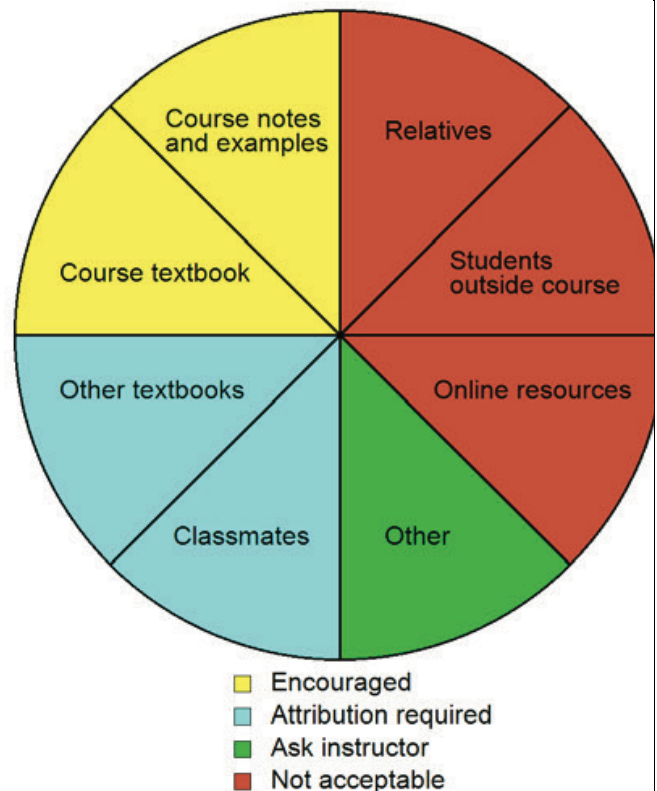 Course notes
and examples
Relatives
Course textbook
Students
outside course
Other textbooks
Online resources
Classmates
Other
Encouraged
Attribution required
Ask instructor
Not acceptable